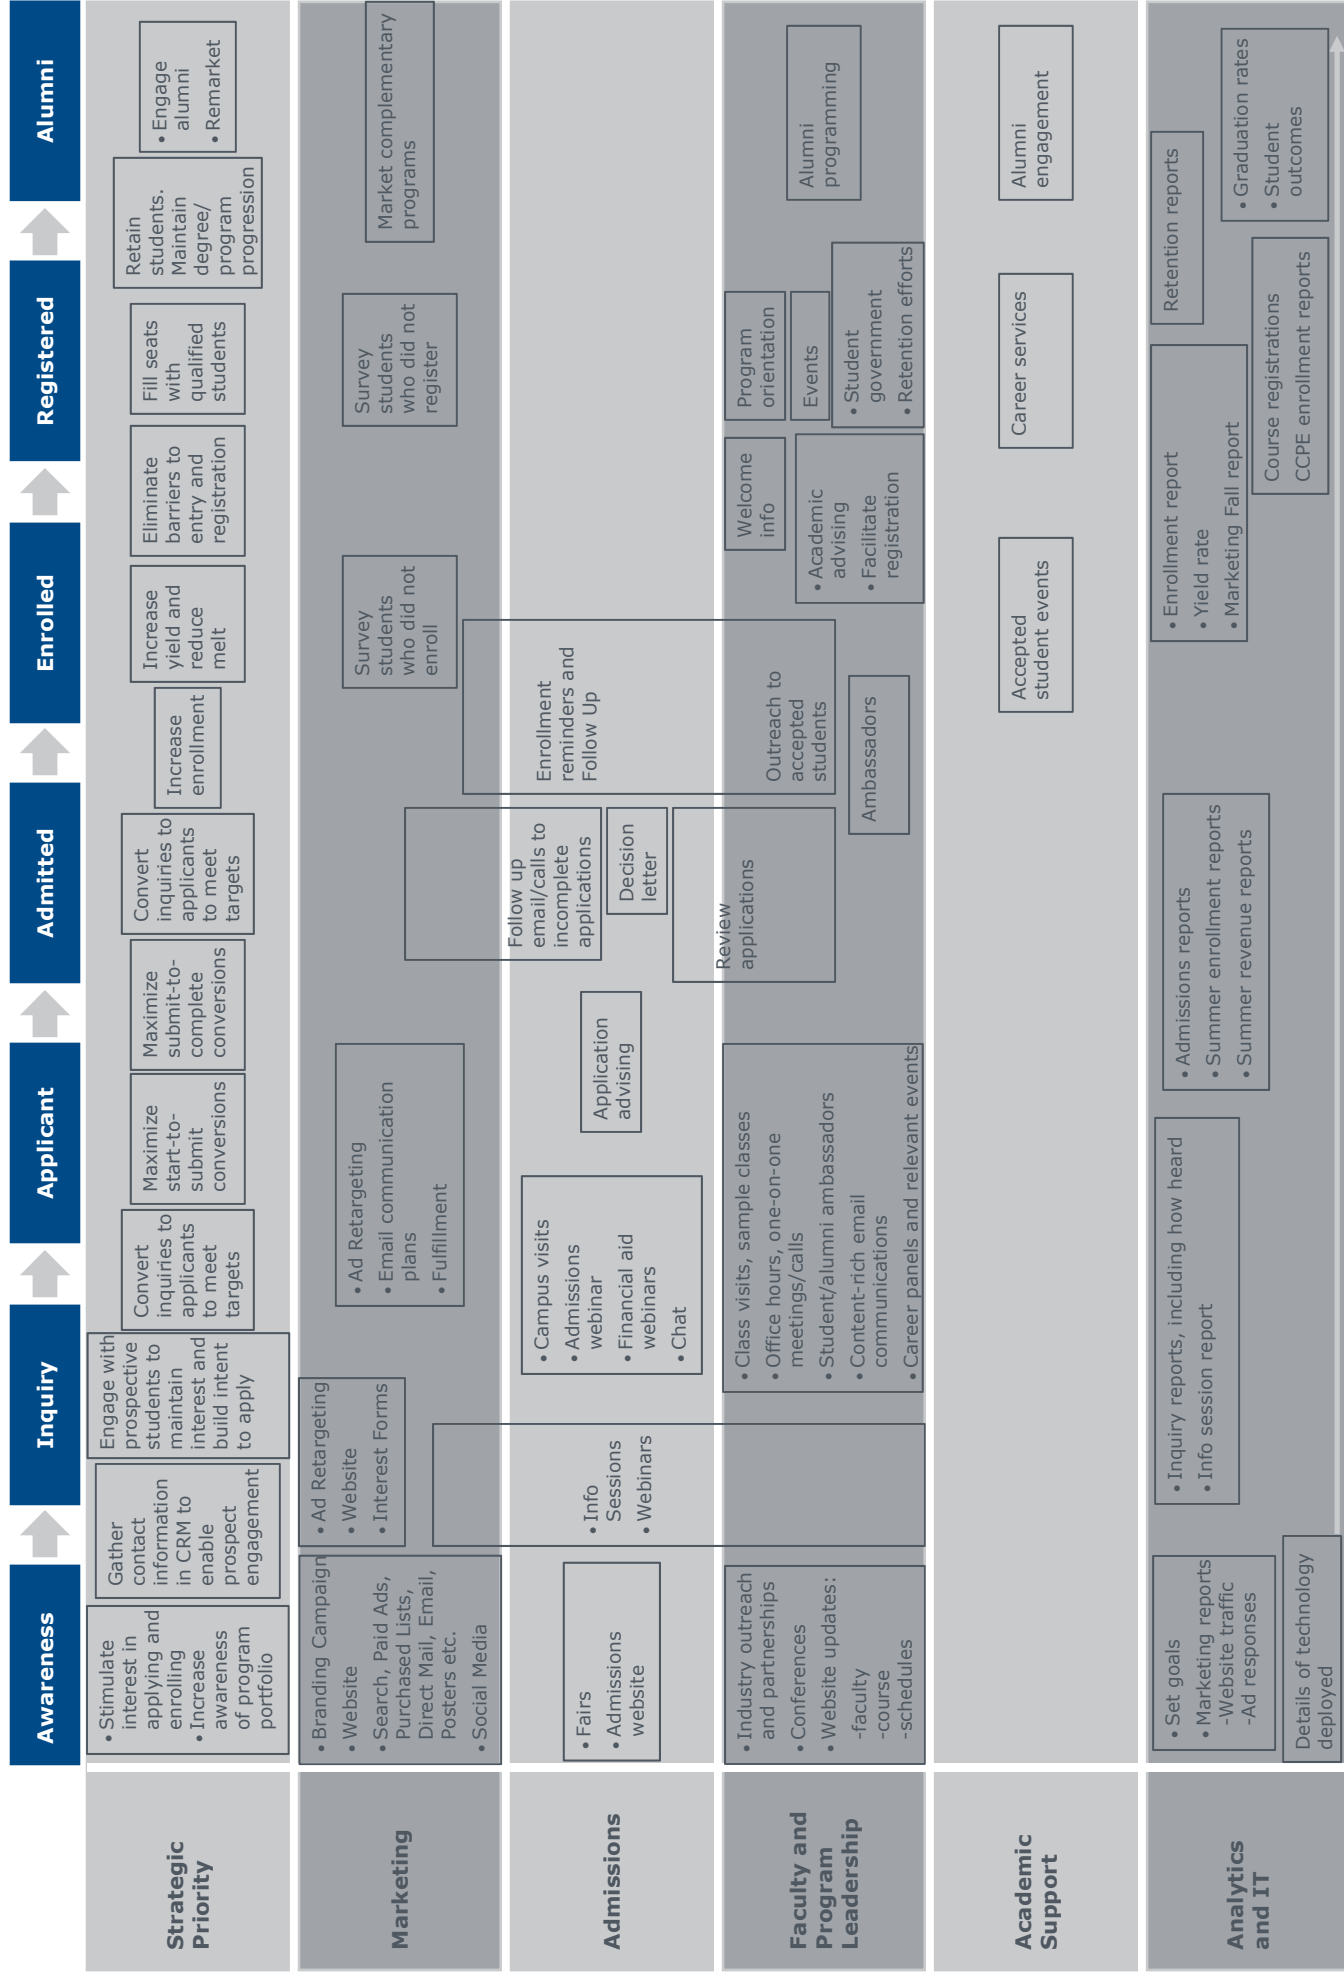 Awareness
Inquiry
Applicant
Admitted
Enrolled
Registered
Alumni
Strategic
Priority
• Stimulate
interest in
applying and
enrolling
• Increase
awareness
of program
portfolio
Gather
contact
information
in CRM to
enable
prospect
engagement
Engage with
prospective
students to
maintain
interest and
build intent
to apply
Convert
inquiries to
applicants
to meet
targets
Maximize
start-to-
submit
conversions
Maximize
submit-to-
complete
conversions
Convert
inquiries to
applicants
to meet
targets
Increase
enrollment
Increase
yield and
reduce
melt
Eliminate
barriers to
entry and
registration
Fill seats
with
qualified
students
Retain
students.
Maintain
degree/
program
progression
• Engage
alumni
• Remarket
Marketing
• Branding Campaign
• Website
• Search, Paid Ads,
Purchased Lists,
Direct Mail, Email,
Posters etc.
• Social Media
• Ad Retargeting
• Website
• Interest Forms
• Ad Retargeting
• Email communication
plans
• Fulfillment
Survey
students
who did not
enroll
Survey
students
who did not
register
Market complementary
programs
Admissions
• Fairs
• Admissions
website
• Info
Sessions
• Webinars
• Campus visits
• Admissions
webinar
• Financial aid
webinars
• Chat
Application
advising
Follow up
email/calls to
incomplete
applications
Decision
letter
Enrollment
reminders and
Follow Up
Faculty and
Program
Leadership
• Industry outreach
and partnerships
• Conferences
• Website updates:
-faculty
-course
-schedules
• Class visits, sample classes
• Office hours, one-on-one
meetings/calls
• Student/alumni ambassadors
• Content-rich email
communications
• Career panels and relevant events
Review
applications
Outreach to
accepted
students
Ambassadors
Welcome
info
• Academic
advising
• Facilitate
registration
Program
orientation
Events
• Student
government
• Retention efforts
Alumni
programming
Academic
Support
Accepted
student events
Career services
Alumni
engagement
Analytics
and IT
• Set goals
• Marketing reports
-Website traffic
-Ad responses
Details of technology
deployed
• Inquiry reports, including how heard
• Info session report
• Admissions reports
• Summer enrollment reports
• Summer revenue reports
• Enrollment report
• Yield rate
• Marketing Fall report
Course registrations
CCPE enrollment reports
Retention reports
• Graduation rates
• Student
outcomes